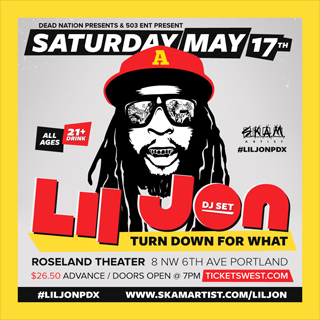 DEAD NATION PRESENTS & 503 ENT PRESENT
SATURDAY MAY 17TH
A
SKAM
ARTIST
#LILJONPDX
ALL AGES
21+ DRINK
Lil Jon
DJ SET
TURN DOWN FOR WHAT
ROSELAND THEATER 8 NW 6TH AVE PORTLAND
$26.50 ADVANCE / DOORS OPEN @ 7PM TICKETSWEST.COM
#LILJONPDX WWW.SKAMARTIST.COM/LILJON